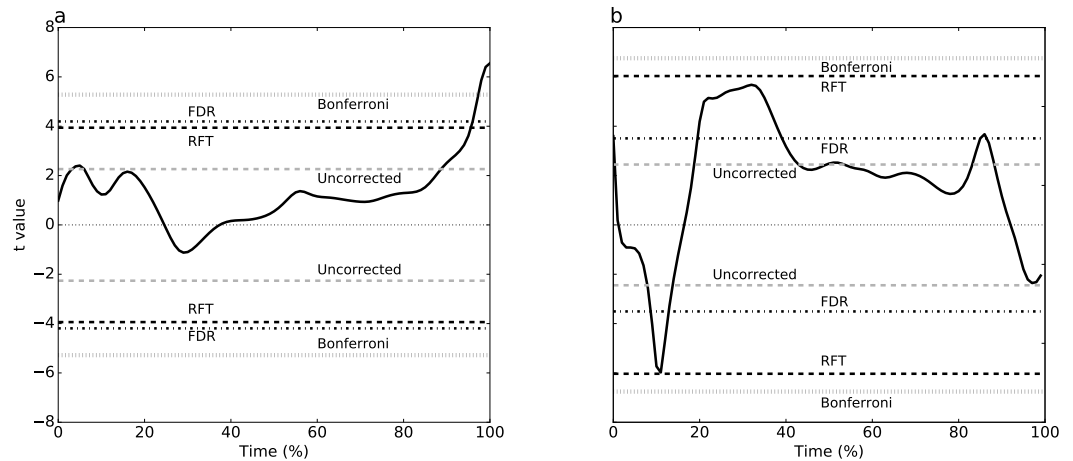 a
8
6
4
2
0
−2
−4
−6
−8
t value
Bonferroni
FDR
RFT
Uncorrected
Uncorrected
RFT
FDR
Bonferroni
0 20 40 60 80 100
Time (%)
b
Bonferroni
RFT
FDR
Uncorrected
Uncorrected
FDR
RFT
Bonferroni
0 20 40 60 80 100
Time (%)